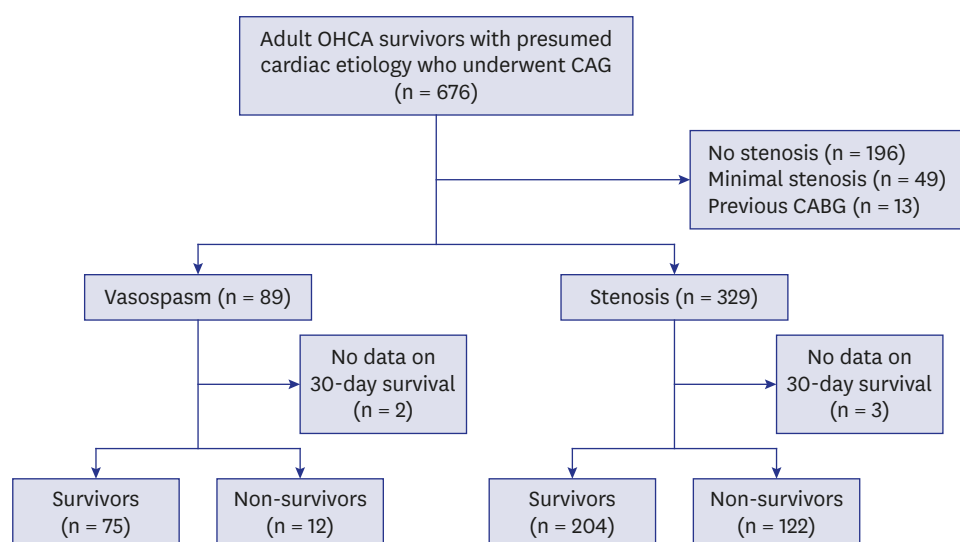 Adult OHCA survivors with presumed
cardiac etiology who underwent CAG
(n = 676)
No stenosis (n = 196)
Minimal stenosis (n = 49)
Previous CABG (n = 13)
Vasospasm (n = 89)
Stenosis (n = 329)
No data on
30-day survival
(n = 2)
No data on
30-day survival
(n = 3)
Survivors
(n = 75)
Non-survivors
(n = 12)
Survivors
(n = 204)
Non-survivors
(n = 122)